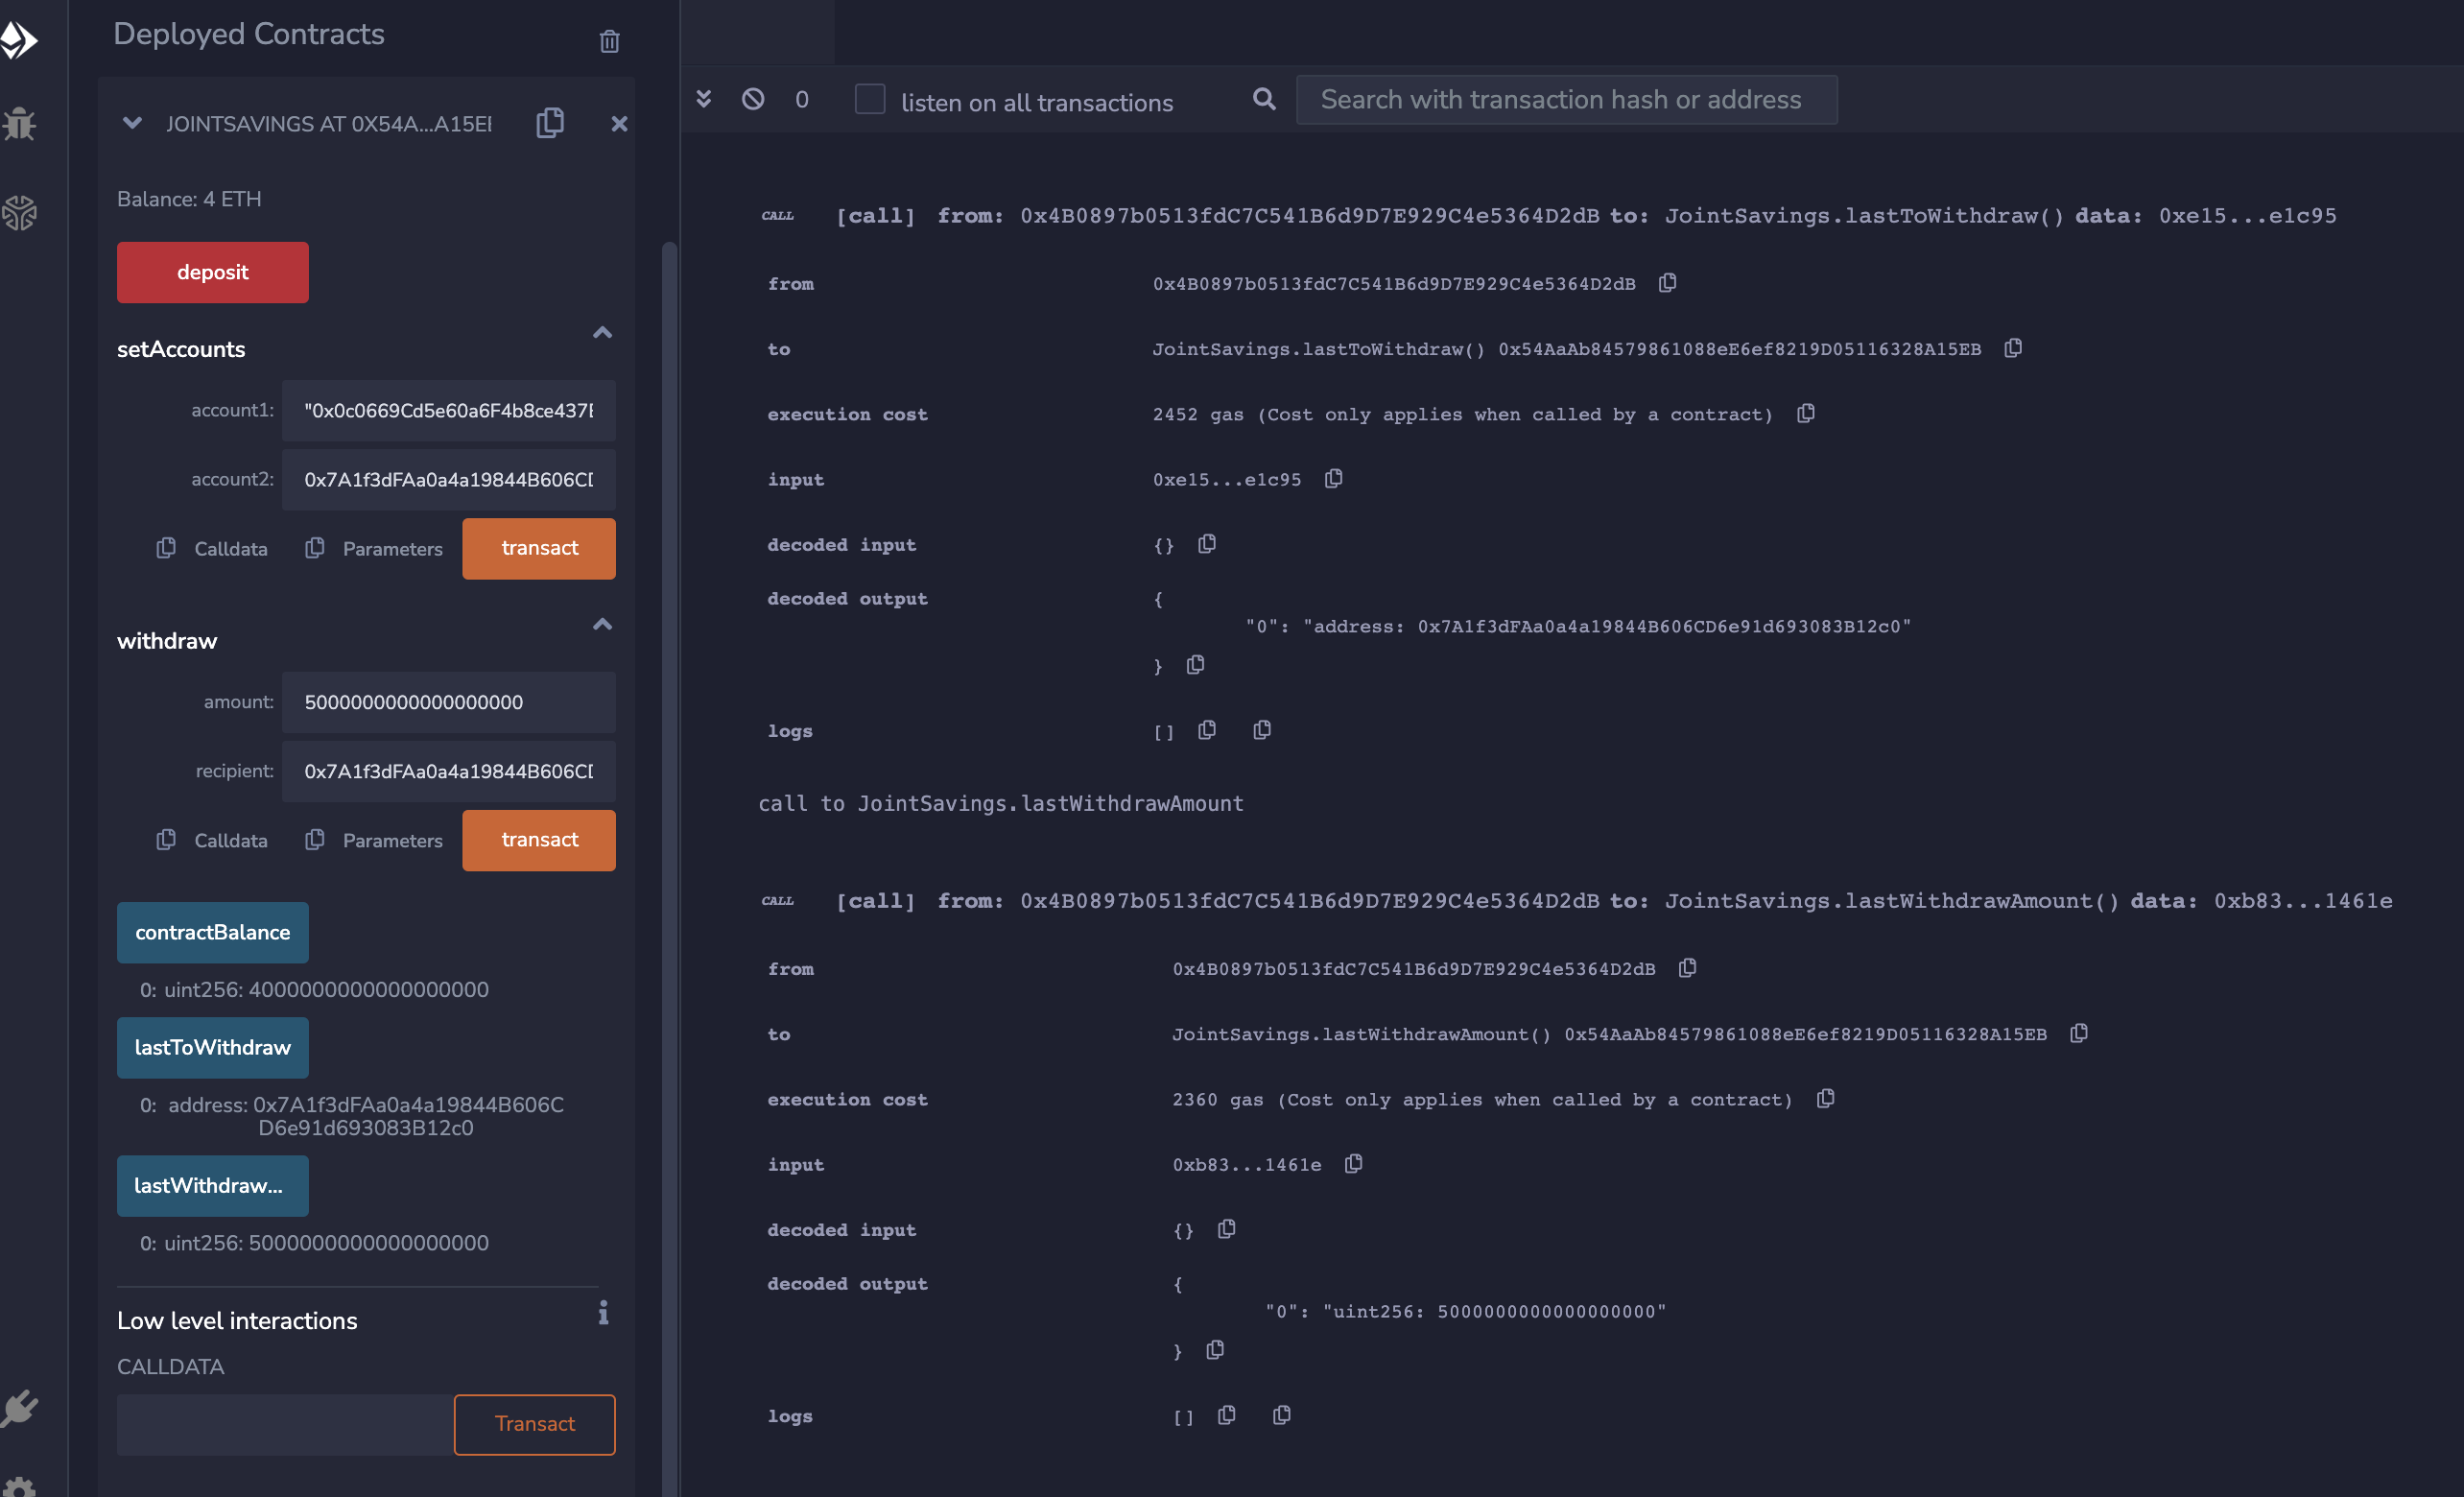 Deployed Contracts
JOINTSAVINGS AT 0X54A...A15E
Balance: 4 ETH
deposit
setAccounts
account1: "0x0c0669Cd5e60a6F4b8ce437E
account2: 0x7A1f3dFAa0a4a19844B606CD
Calldata Parameters transact
withdraw
amount: 5000000000000000000
recipient: 0x7A1f3dFAa0a4a19844B606CD
Calldata Parameters transact
contractBalance
0: uint256: 4000000000000000000
lastToWithdraw
0: address: 0x7A1f3dFAa0a4a19844B606C
D6e91d693083B12c0
lastWithdraw...
0: uint256: 5000000000000000000
Low level interactions
CALLDATA
Transact
0 listen on all transactions Search with transaction hash or address
CALL [call] from: 0x4B0897b0513fdC7C541B6d9D7E929C4e5364D2dB to: JointSavings.lastToWithdraw() data: 0xe15...e1c95
from 0x4B0897b0513fdC7C541B6d9D7E929C4e5364D2dB
to JointSavings.lastToWithdraw() 0x54AaAb84579861088eE6ef8219D05116328A15EB
execution cost 2452 gas (Cost only applies when called by a contract)
input 0xe15...e1c95
decoded input {}
decoded output {
"0": "address: 0x7A1f3dFAa0a4a19844B606CD6e91d693083B12c0"
}
logs []
call to JointSavings.lastWithdrawAmount
CALL [call] from: 0x4B0897b0513fdC7C541B6d9D7E929C4e5364D2dB to: JointSavings.lastWithdrawAmount() data: 0xb83...1461e
from 0x4B0897b0513fdC7C541B6d9D7E929C4e5364D2dB
to JointSavings.lastWithdrawAmount() 0x54AaAb84579861088eE6ef8219D05116328A15EB
execution cost 2360 gas (Cost only applies when called by a contract)
input 0xb83...1461e
decoded input {}
decoded output {
"0": "uint256: 5000000000000000000"
}
logs []